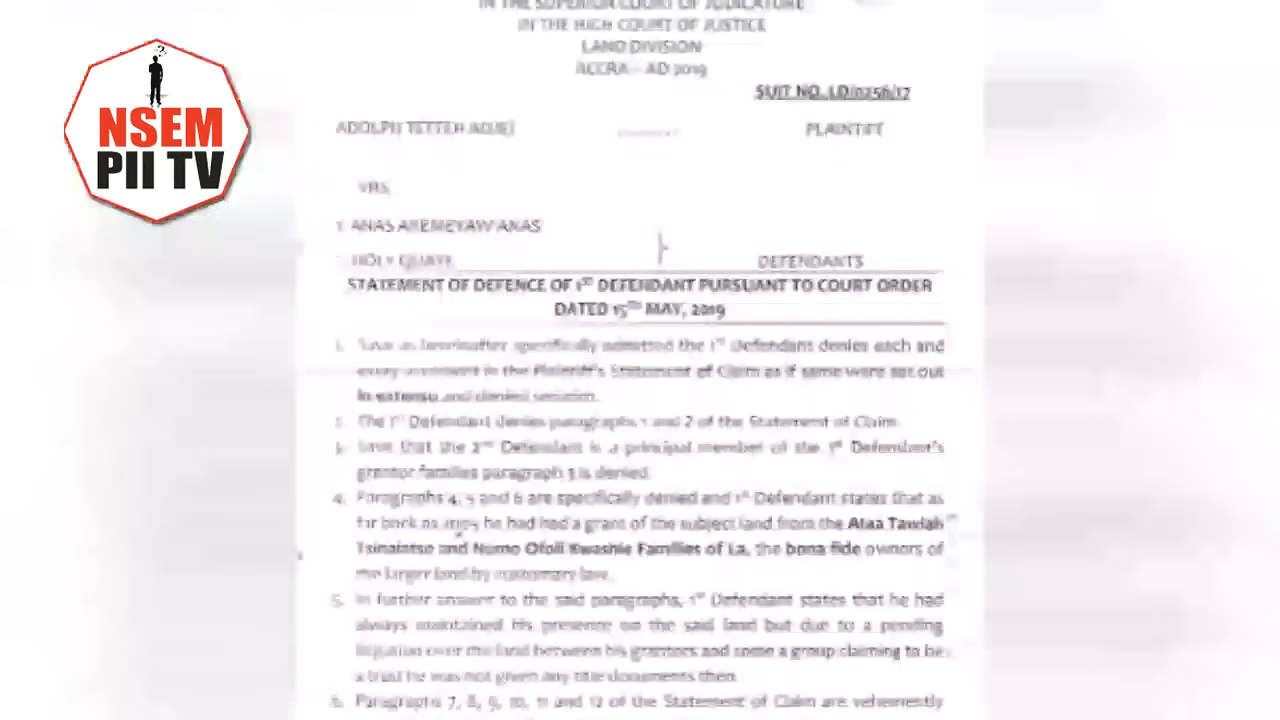 IN THE SUPERIOR COURT OF JUDICATURE
IN THE HIGH COURT OF JUSTICE
LAND DIVISION
ACCRA – AD 2019
SUIT NO. LD/0256/17
NSEM
PII TV
ADOLPH TETTEH ADJEI ............... PLAINTIFF
VRS
1. ANAS AREMEYAW ANAS
HOLY QUAYE } DEFENDANTS
STATEMENT OF DEFENCE OF 1ST DEFENDANT PURSUANT TO COURT ORDER
DATED 15TH MAY, 2019
1. Save as hereinafter specifically admitted the 1st Defendant denies each and
every averment in the Plaintiff's Statement of Claim as if same were set out
in extenso and denied seriatim.
2. The 1st Defendant denies paragraphs 1 and 2 of the Statement of Claim.
3. Save that the 2nd Defendant is a principal member of the 1st Defendant's
grantor families paragraph 3 is denied.
4. Paragraphs 4, 5 and 6 are specifically denied and 1st Defendant states that as
far back as he had had a grant of the subject land from the Ataa Tawiah
Tsinaiatse and Numo Ofoli Kwashie Families of La, the bona fide owners of
the larger land by customary law.
5. In further answer to the said paragraphs, 1st Defendant states that he had
always maintained his presence on the said land but due to a pending
litigation over the land between his grantors and some a group claiming to be
a trust he was not given any title documents then.
6. Paragraphs 7, 8, 9, 10, 11 and 12 of the Statement of Claim are vehemently